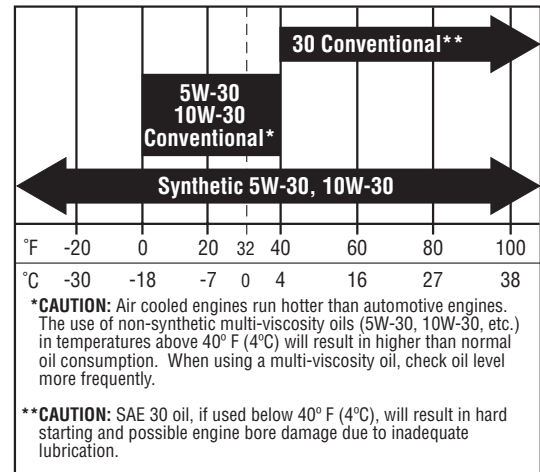 30 Conventional**
5W-30
10W-30
Conventional*
Synthetic 5W-30, 10W-30
°F -20 0 20 32 40 60 80 100
°C -30 -18 -7 0 4 16 27 38
*CAUTION: Air cooled engines run hotter than automotive engines.
The use of non-synthetic multi-viscosity oils (5W-30, 10W-30, etc.)
in temperatures above 40º F (4ºC) will result in higher than normal
oil consumption. When using a multi-viscosity oil, check oil level
more frequently.
**CAUTION: SAE 30 oil, if used below 40º F (4ºC), will result in hard
starting and possible engine bore damage due to inadequate
lubrication.